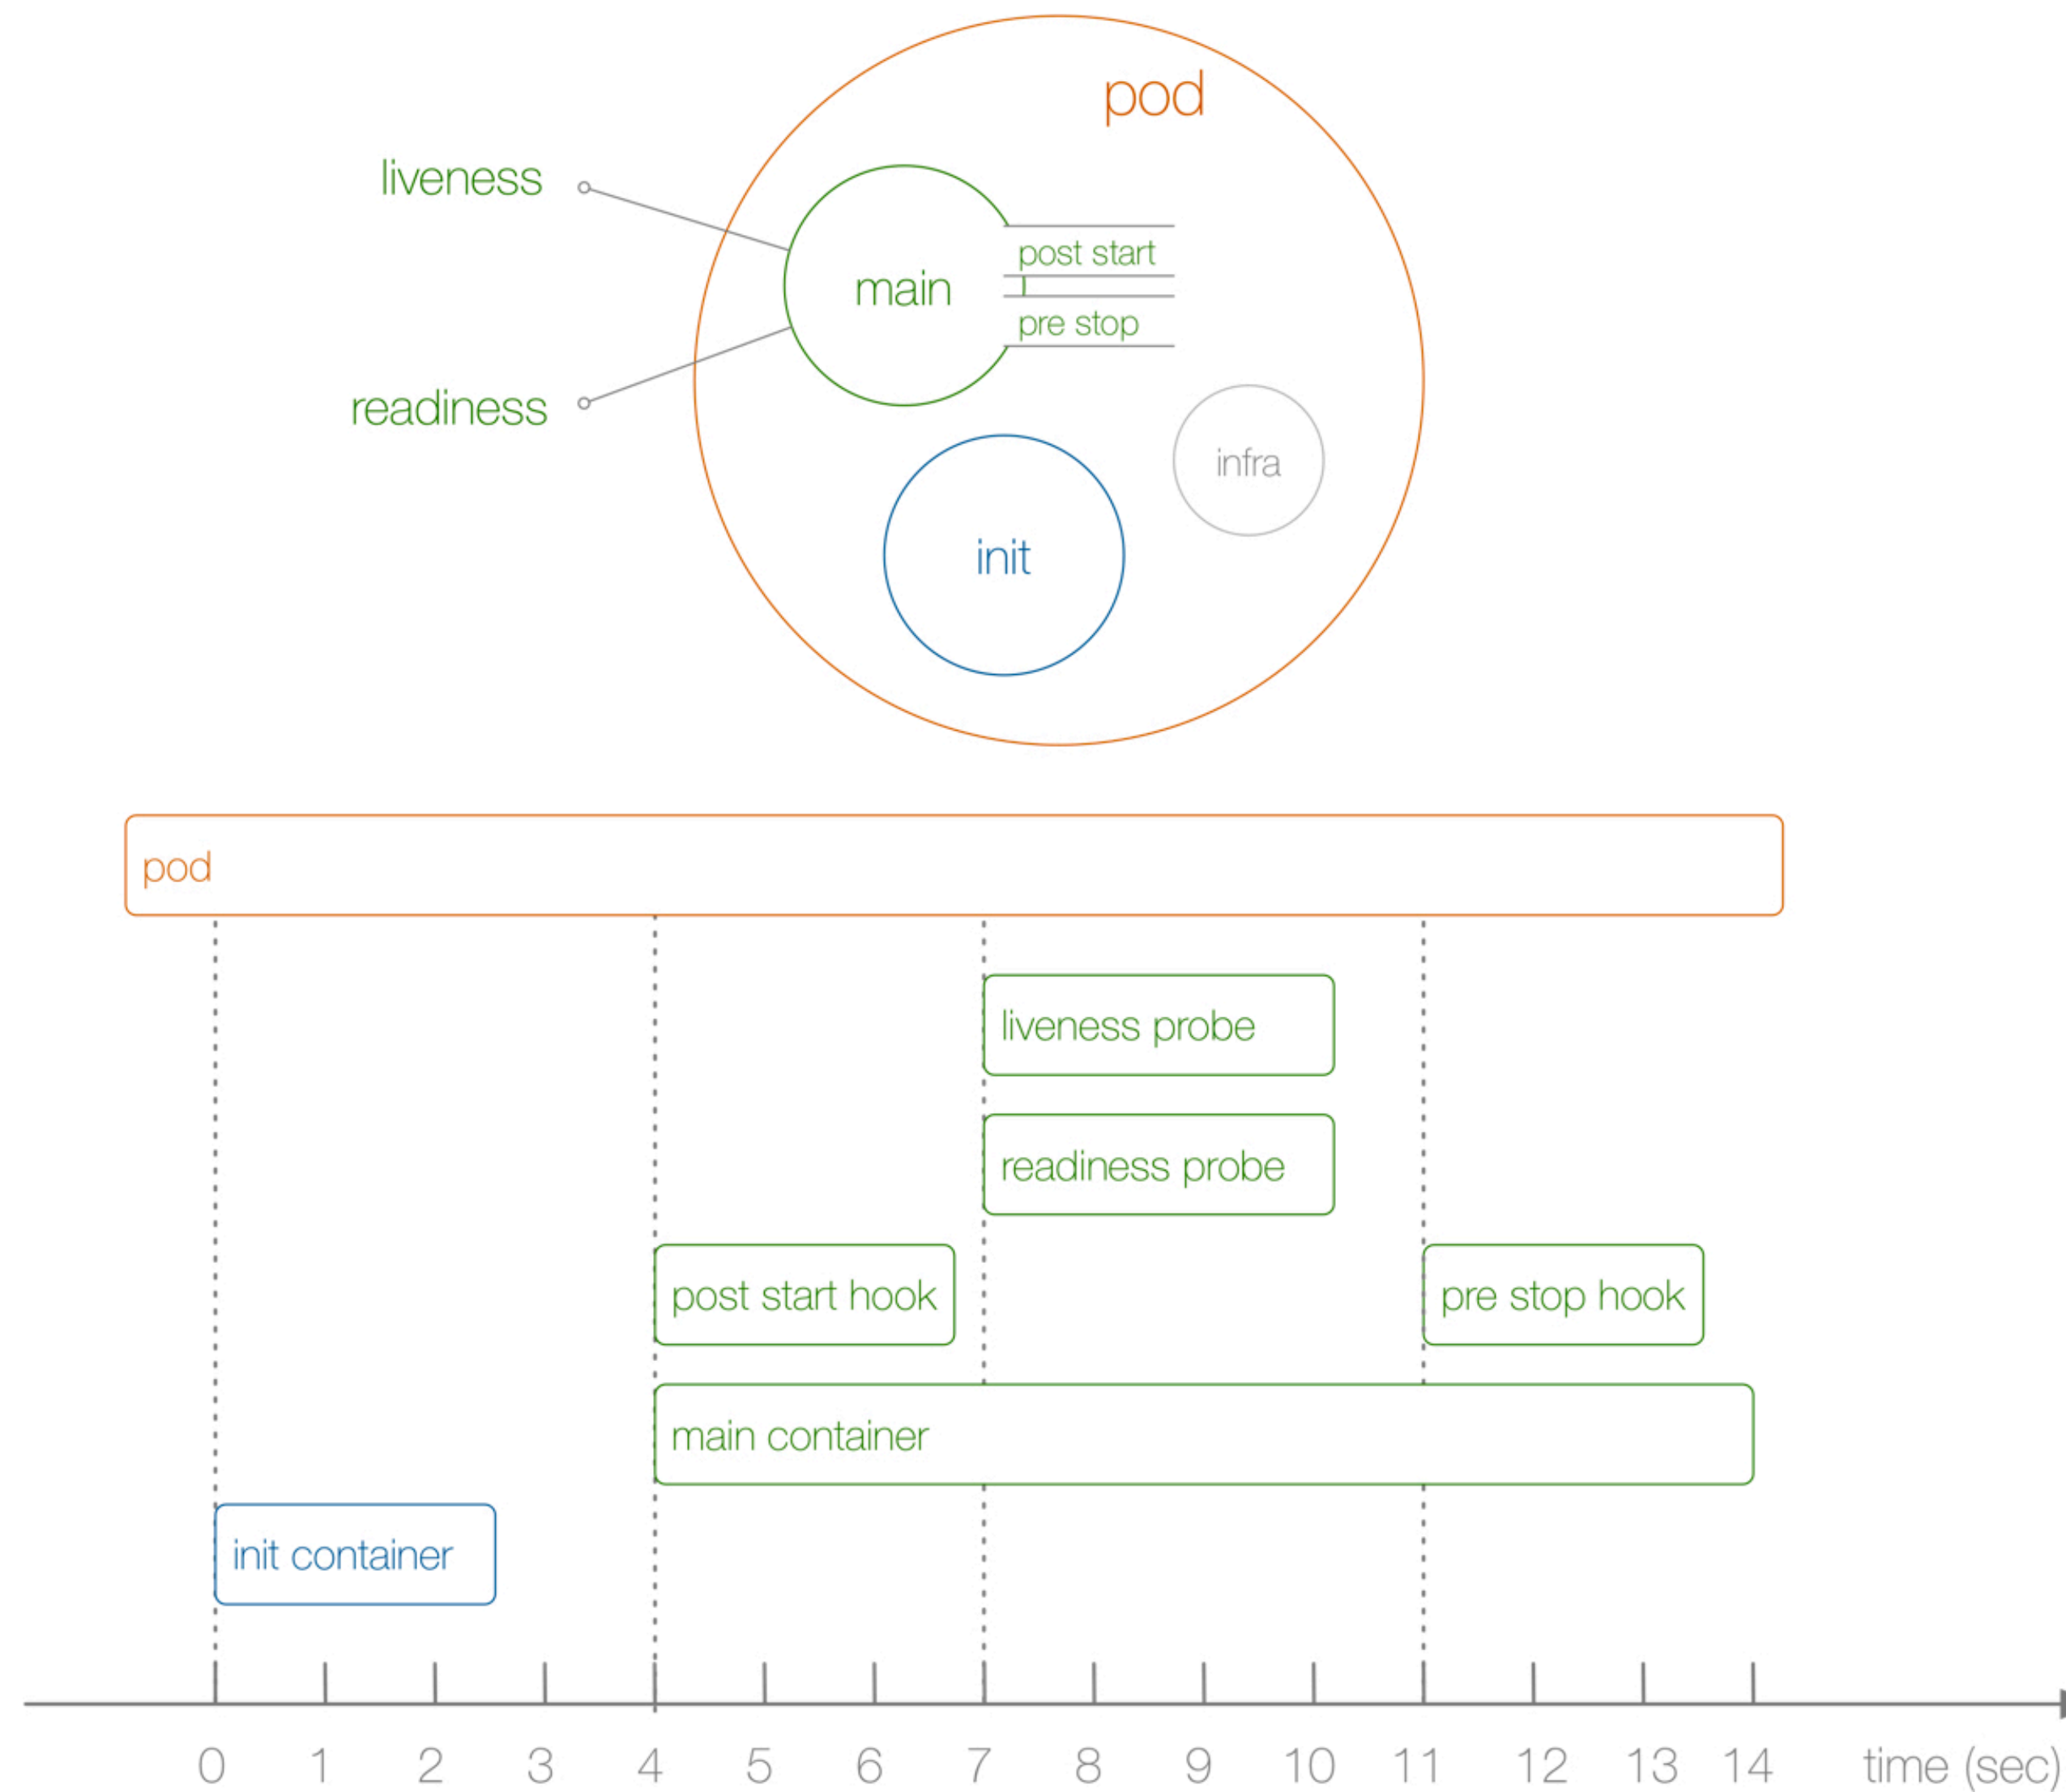 pod
liveness
post start
main
pre stop
readiness
infra
init
pod
liveness probe
readiness probe
post start hook
pre stop hook
main container
init container
0 1 2 3 4 5 6 7 8 9 10 11 12 13 14 time (sec)